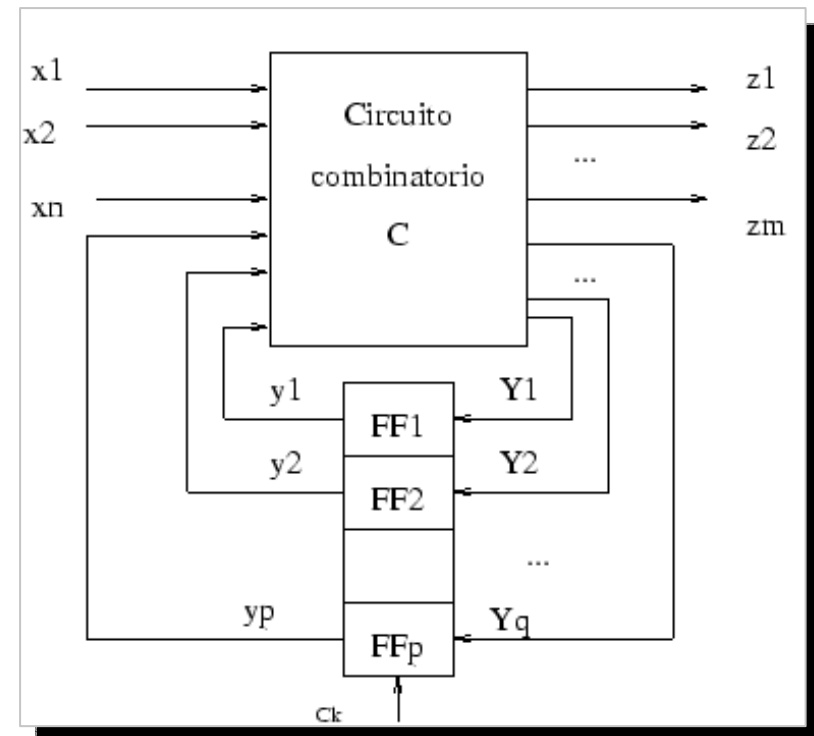 x1
z1
Circuito
x2
z2
...
combinatorio
xn
C
zm
...
y1
Y1
FF1
y2
Y2
FF2
...
yp
Yq
FFp
Ck